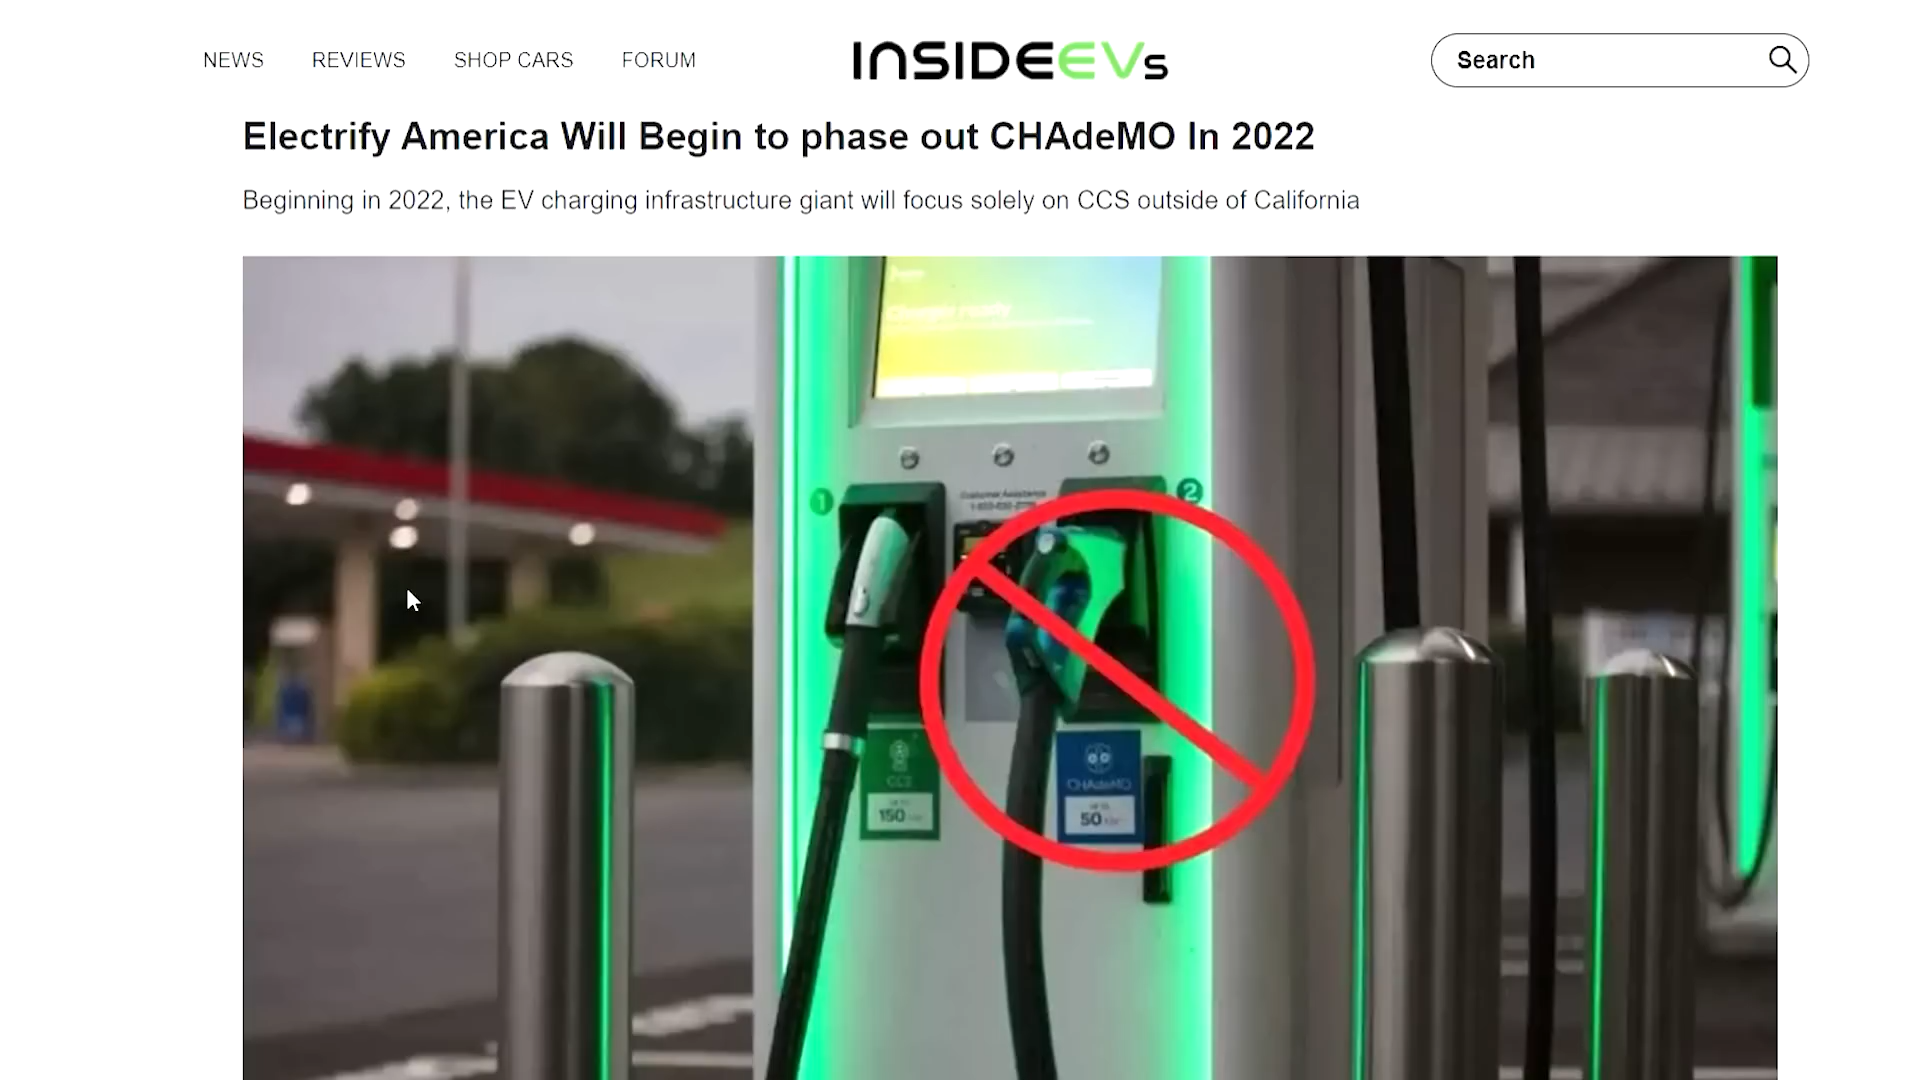 NEWS
REVIEWS
SHOP CARS
FORUM
INSIDEEVs
Search
Electrify America Will Begin to phase out CHAdeMO In 2022
Beginning in 2022, the EV charging infrastructure giant will focus solely on CCS outside of California
1
Customer Assistance
2
CCS
150
CHAdeMO
50